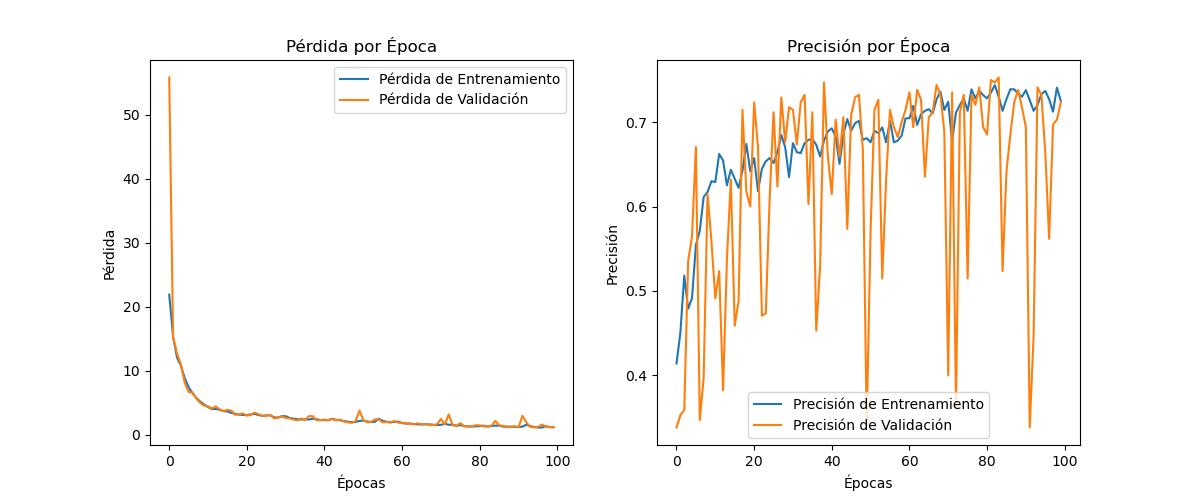 Pérdida por Época
Pérdida
50
40
30
20
10
0
Pérdida de Entrenamiento
Pérdida de Validación
0 20 40 60 80 100
Épocas
Precisión por Época
Precisión
0.7
0.6
0.5
0.4
Precisión de Entrenamiento
Precisión de Validación
0 20 40 60 80 100
Épocas